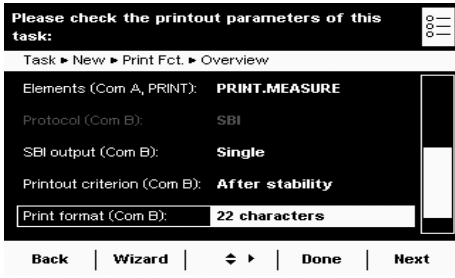 Please check the printout parameters of this
task:
Task ▸ New ▸ Print Fct. ▸ Overview
Elements (Com A, PRINT): PRINT.MEASURE
Protocol (Com B): SBI
SBI output (Com B): Single
Printout criterion (Com B): After stability
Print format (Com B): 22 characters
Back | Wizard | ♦ ▸ | Done | Next